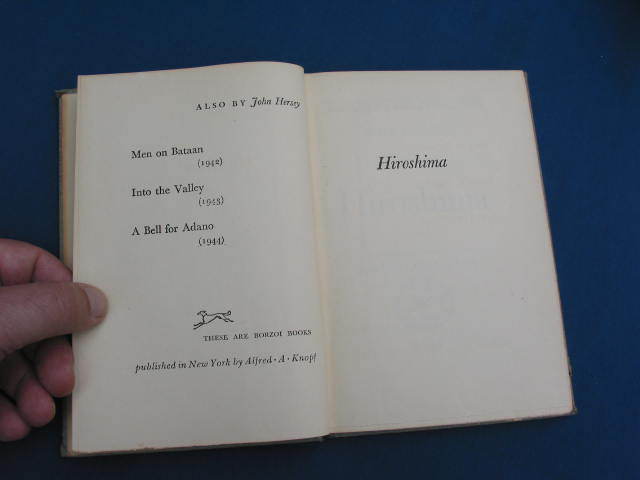 ALSO BY John Hersey
Men on Bataan
(1942)
Into the Valley
(1943)
A Bell for Adano
(1944)
THESE ARE BORZOI BOOKS
published in New York by Alfred · A · Knopf
Hiroshima